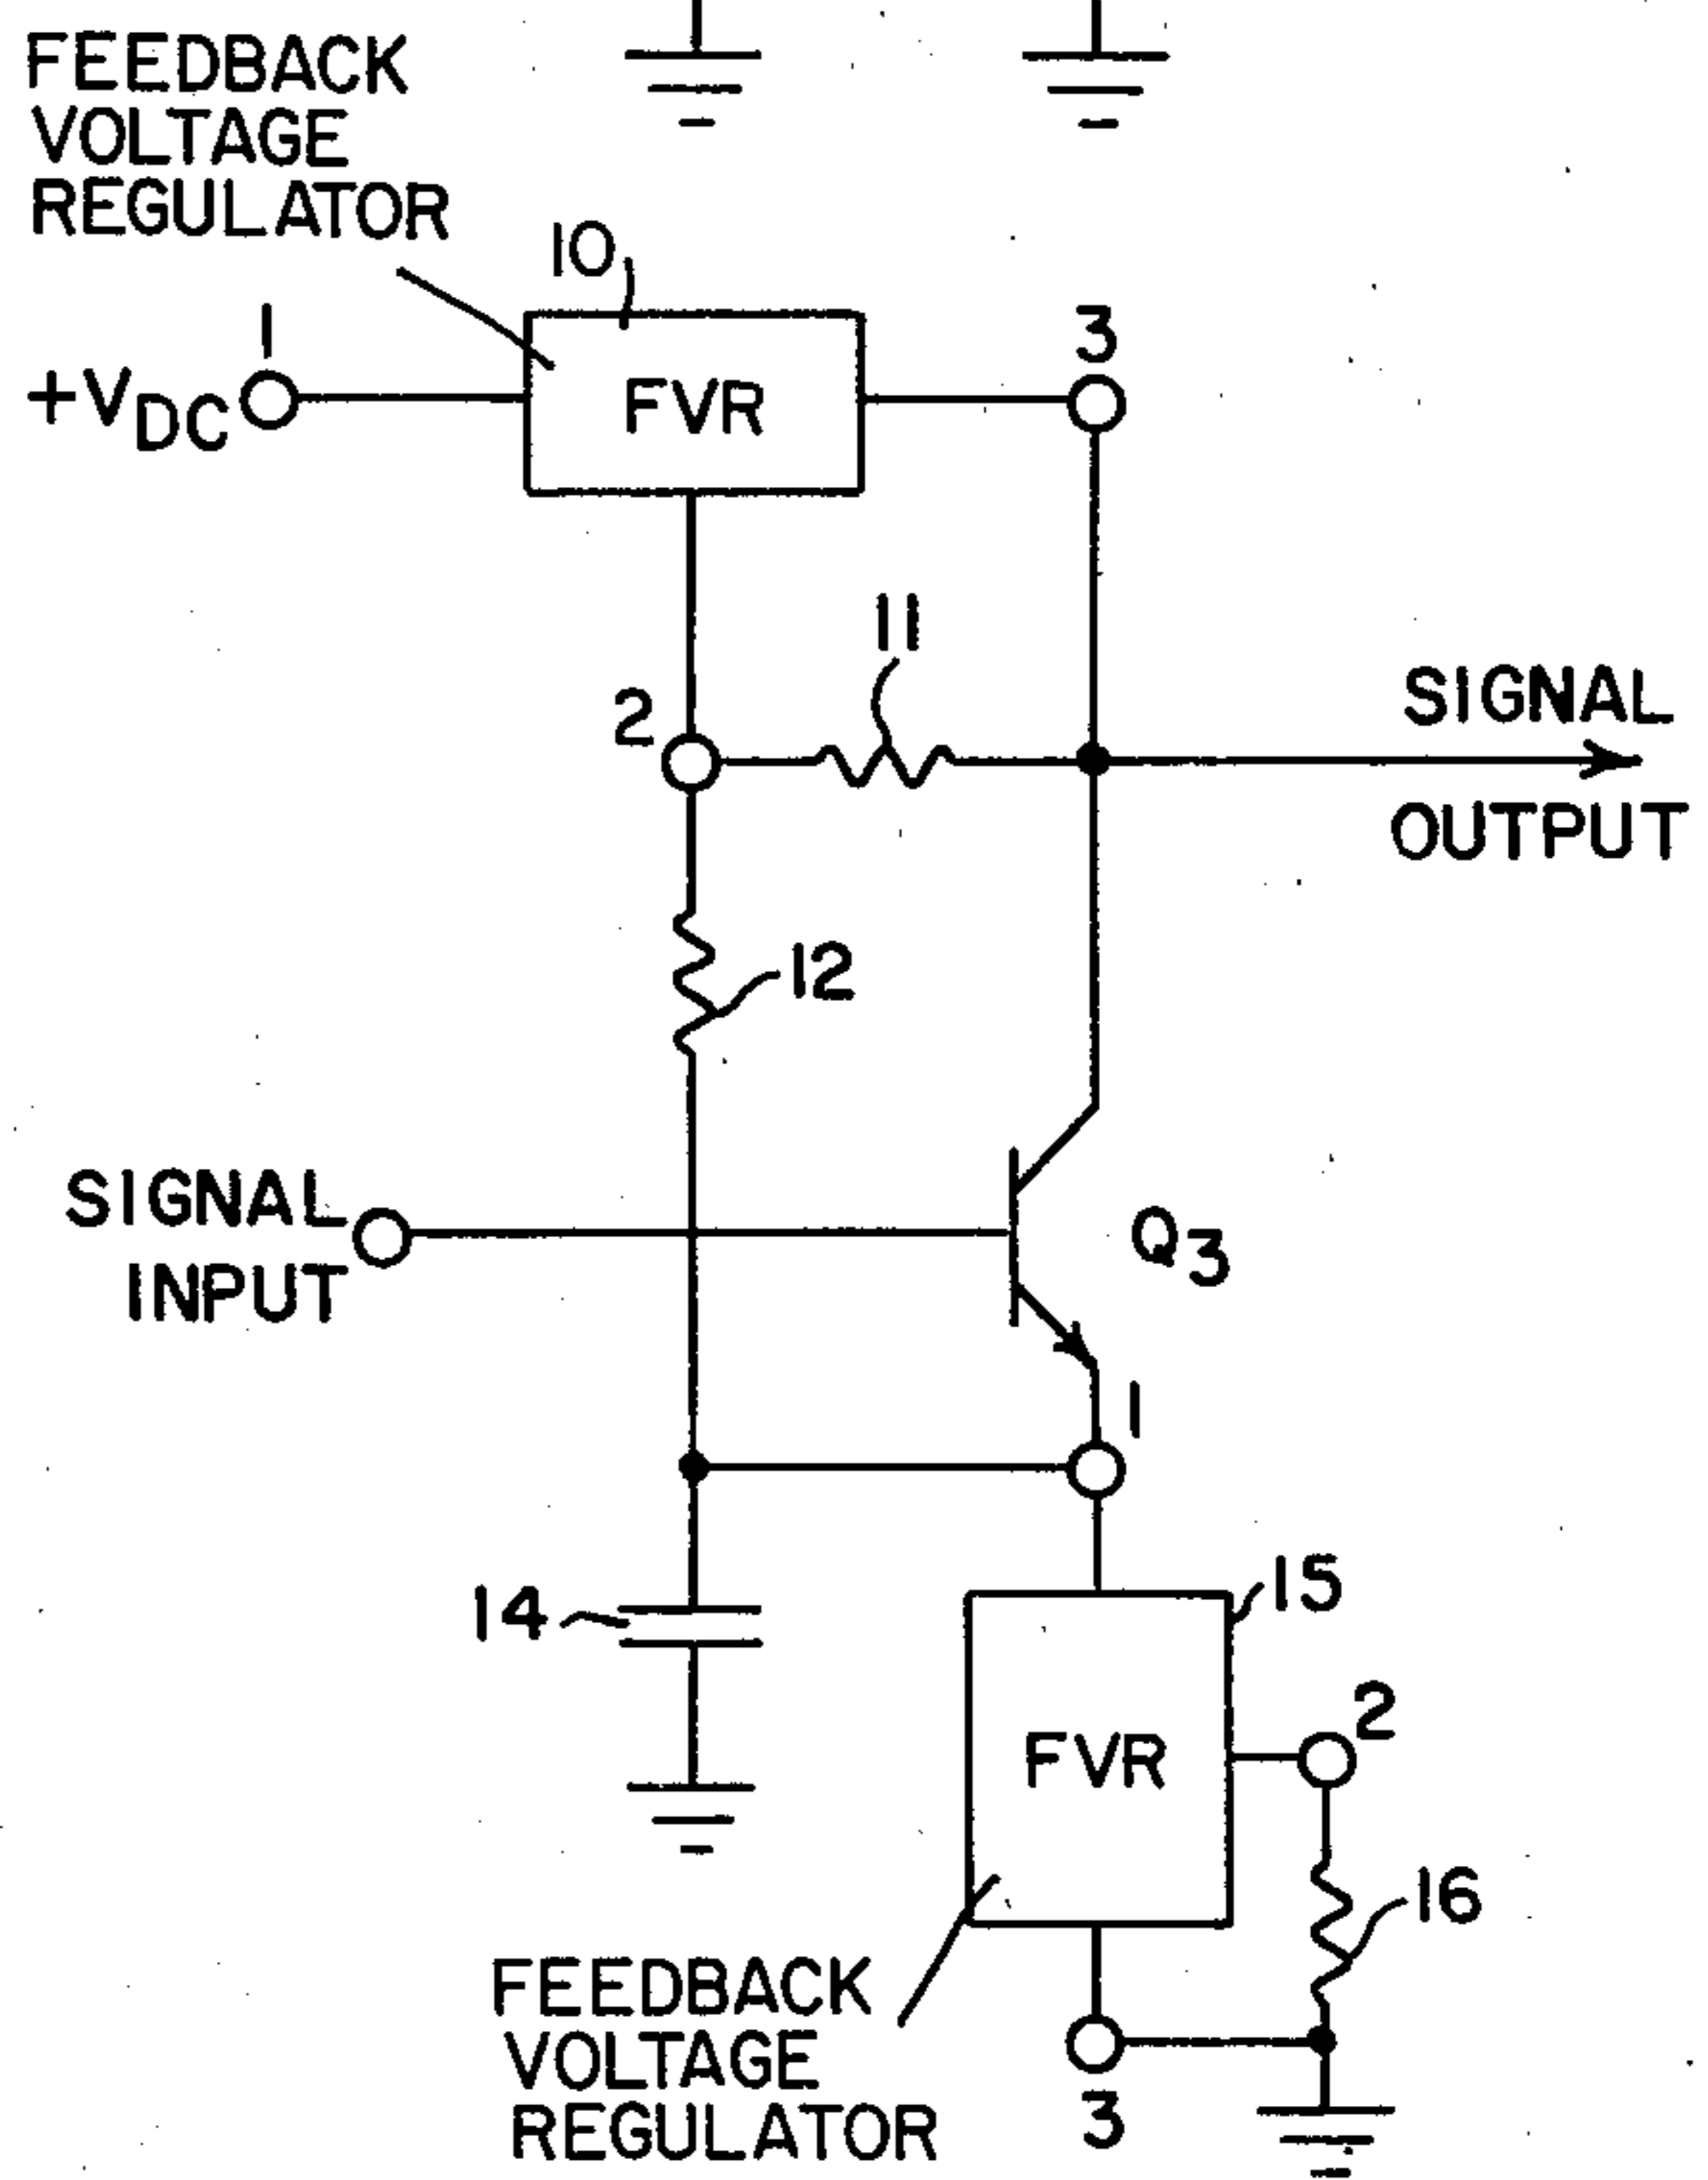 FEEDBACK
VOLTAGE
REGULATOR
10
1
3
+VDC
FVR
11
2
SIGNAL
OUTPUT
12
SIGNAL
INPUT
Q3
1
14
15
2
FVR
16
FEEDBACK
VOLTAGE
REGULATOR
3